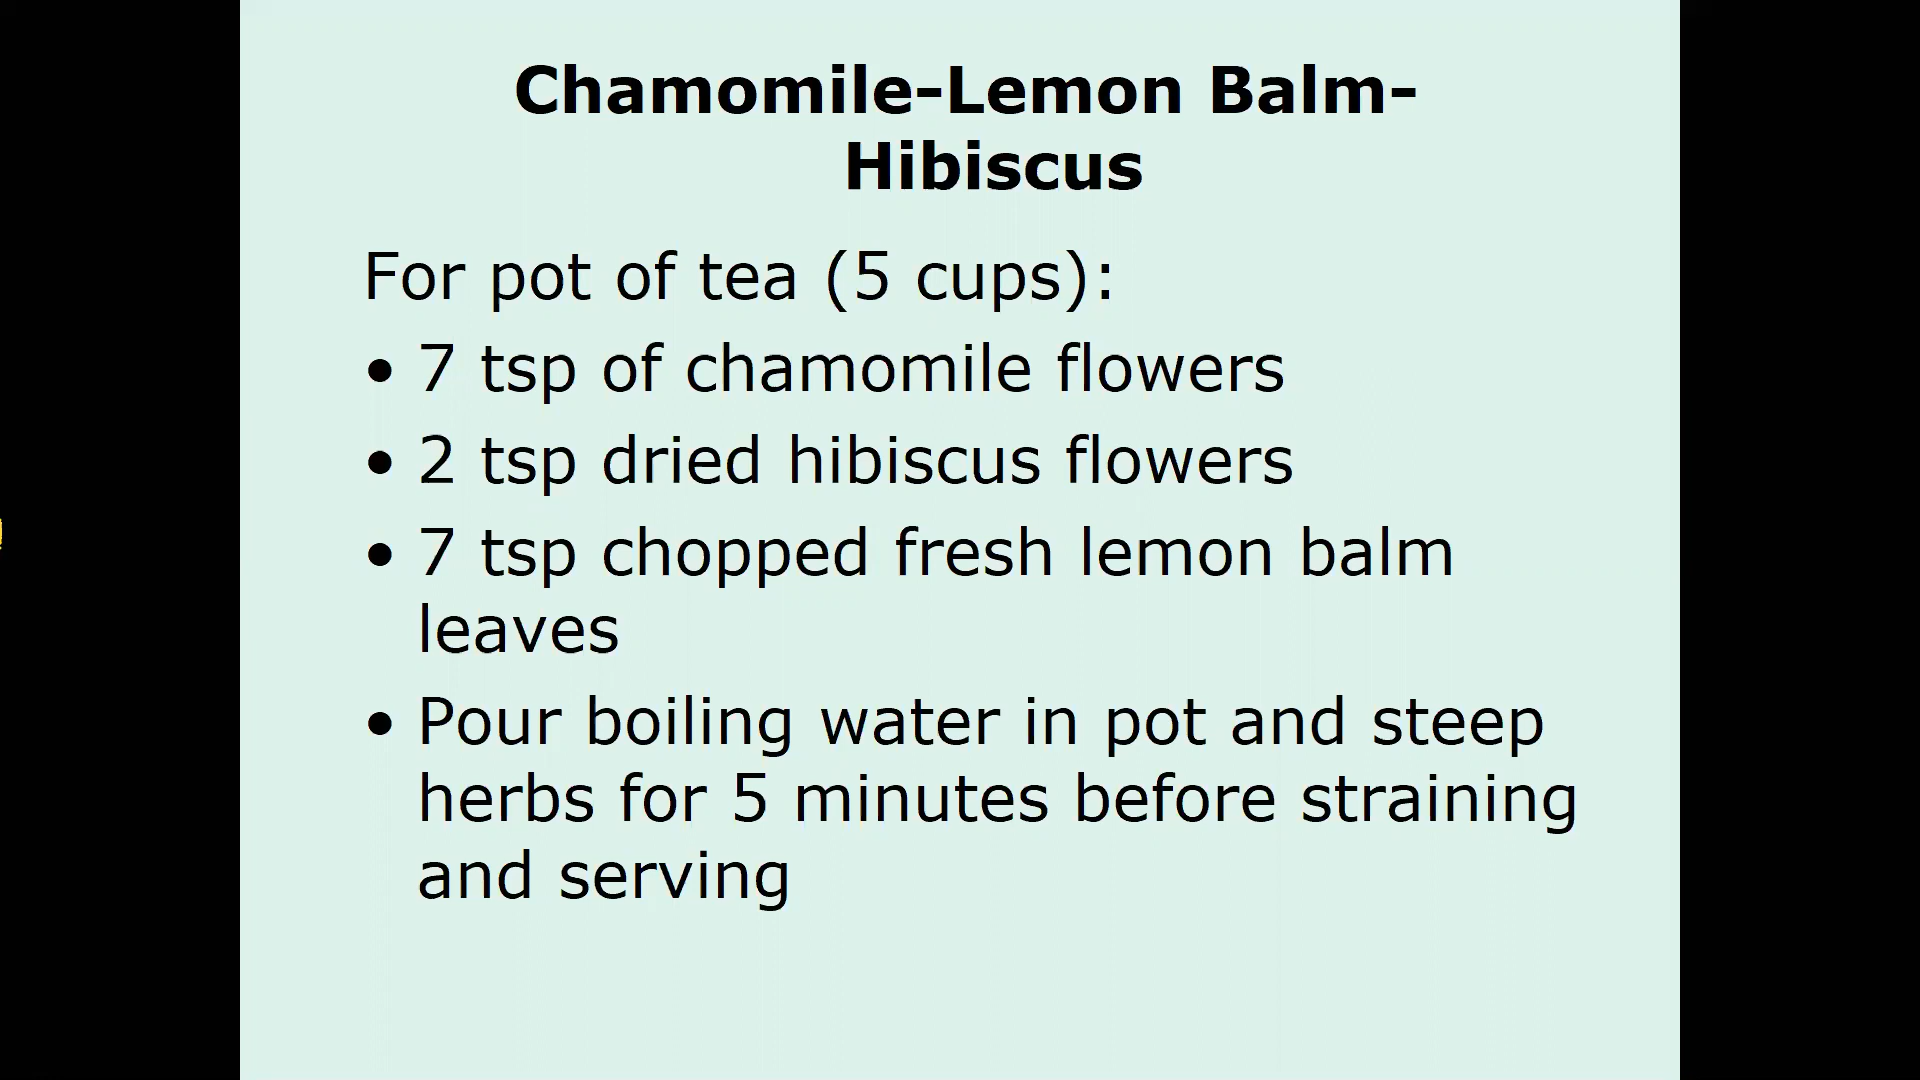 Chamomile-Lemon Balm-
Hibiscus
For pot of tea (5 cups):
• 7 tsp of chamomile flowers
• 2 tsp dried hibiscus flowers
• 7 tsp chopped fresh lemon balm
leaves
• Pour boiling water in pot and steep
herbs for 5 minutes before straining
and serving